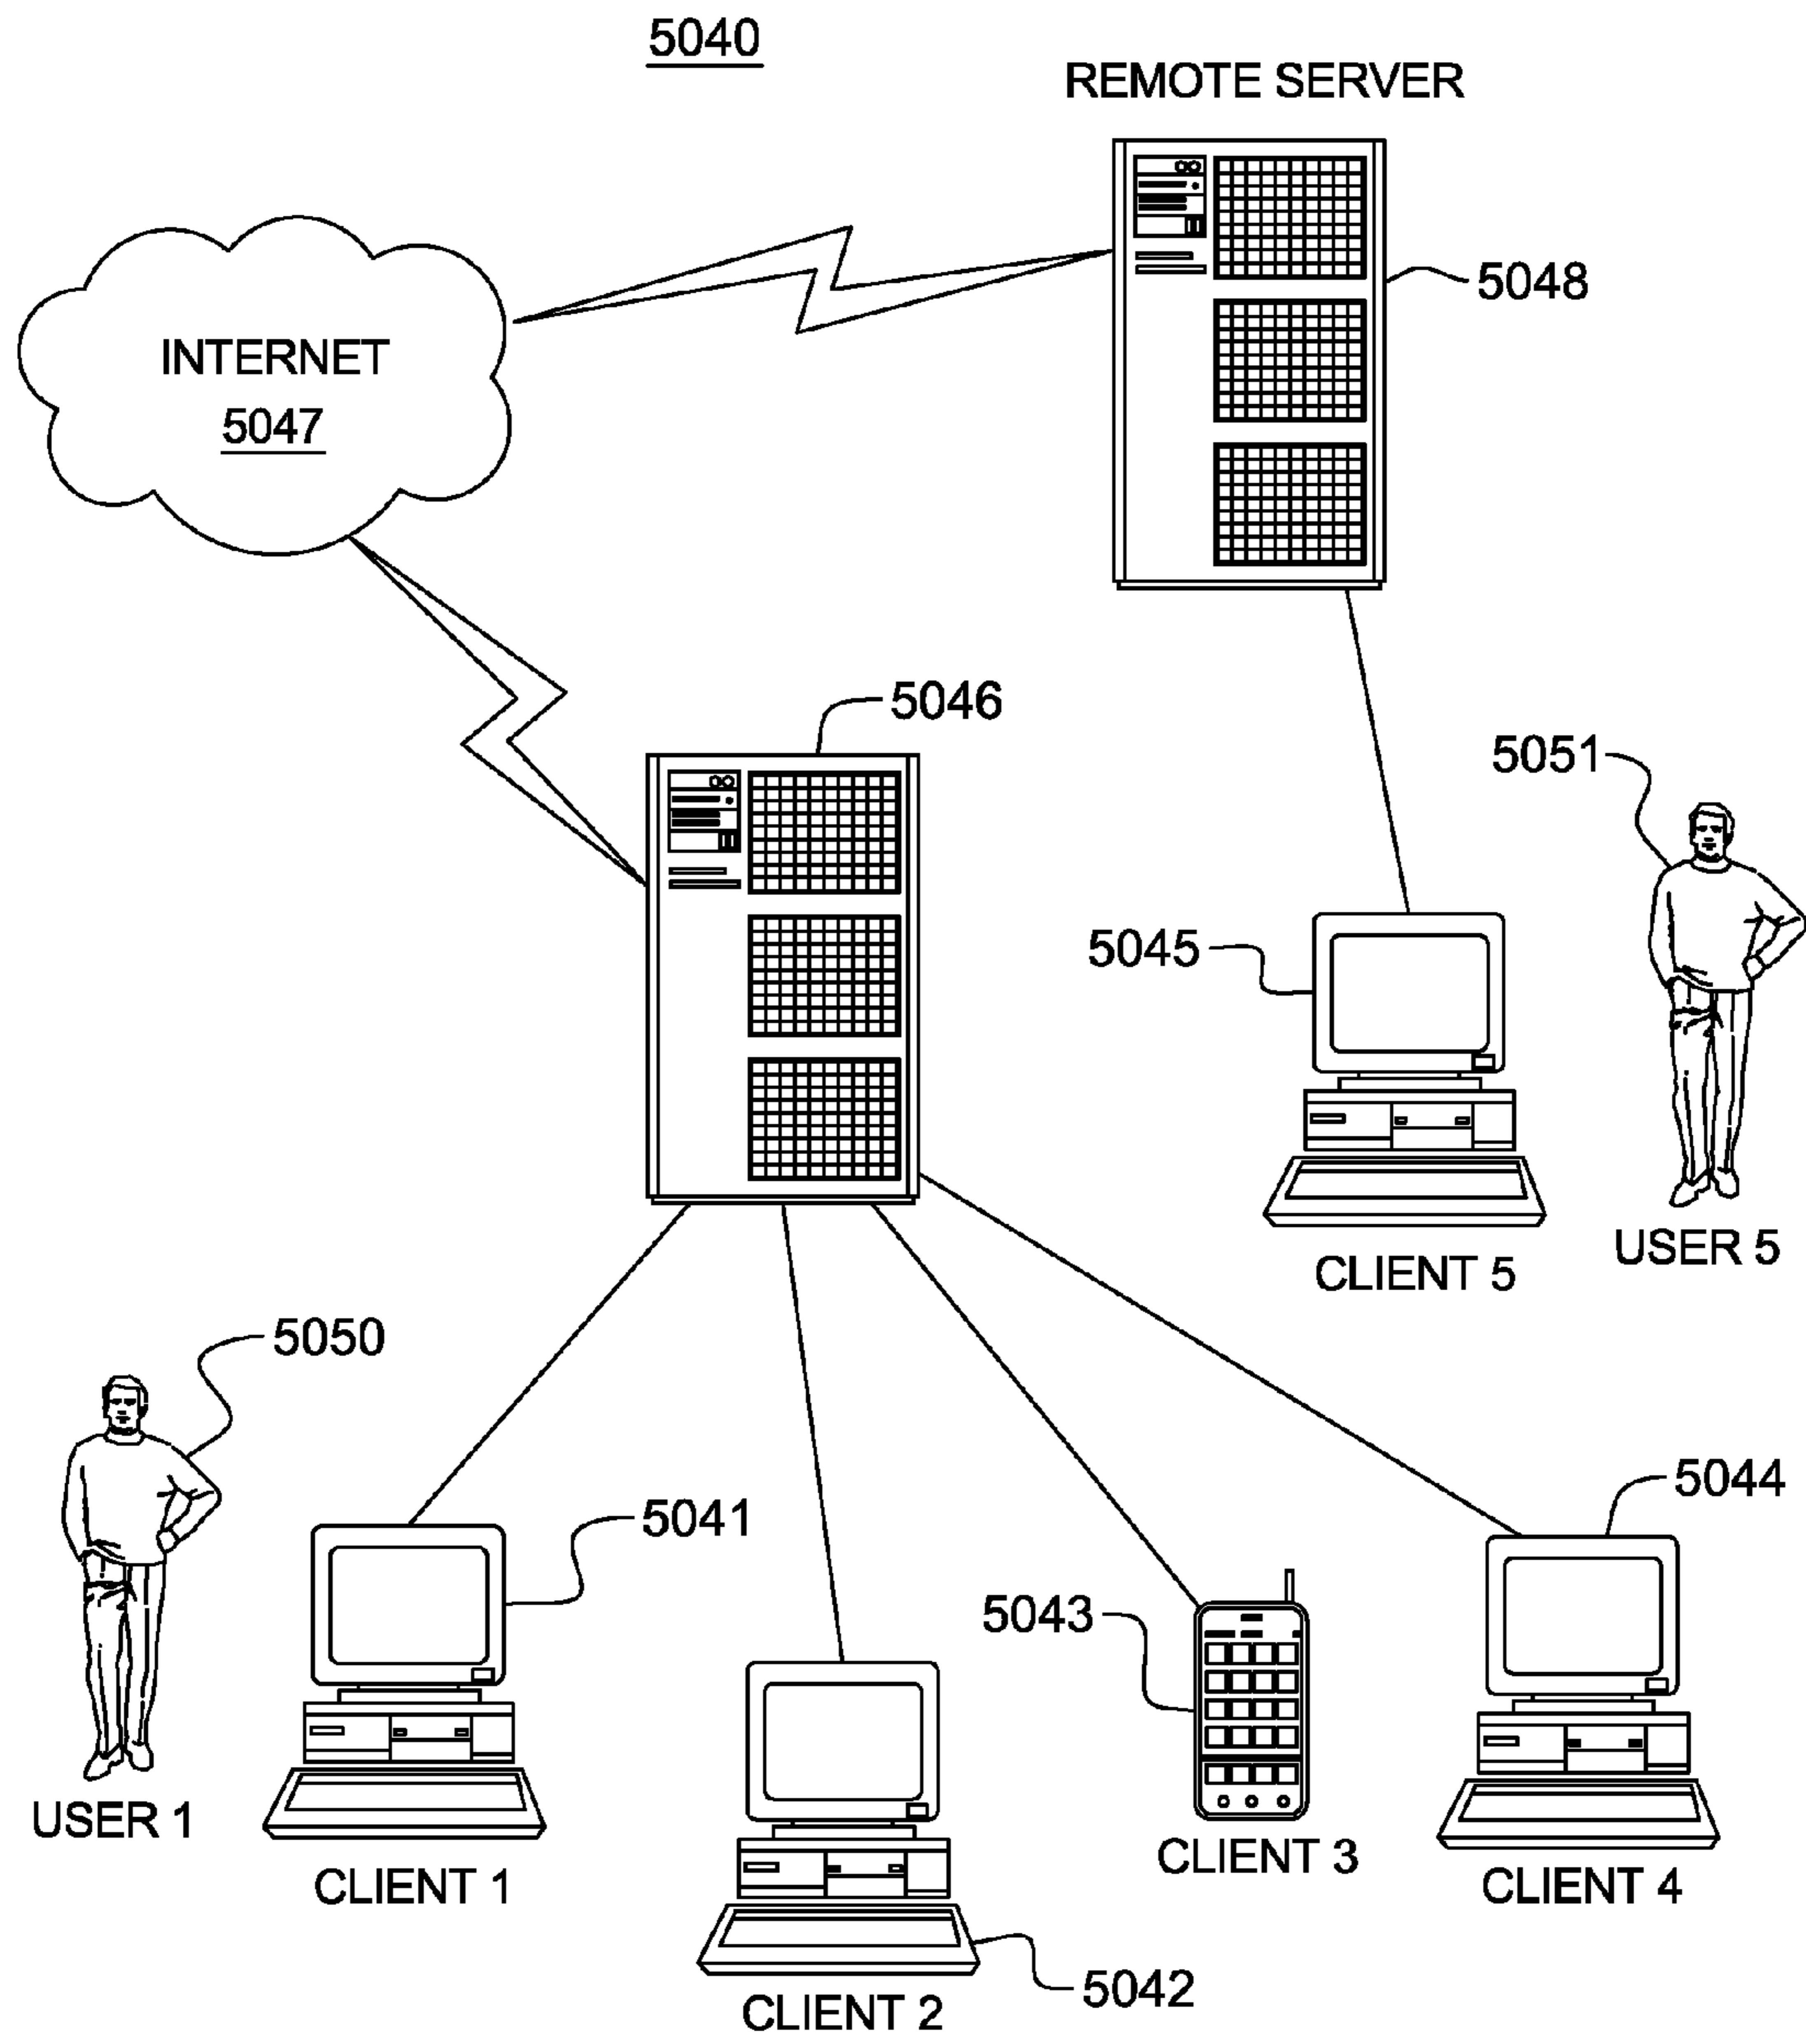 5040
REMOTE SERVER
5048
INTERNET
5047
5046
5051
5045
USER 5
CLIENT 5
5050
5041
5044
5043
USER 1
CLIENT 1
CLIENT 3
CLIENT 4
5042
CLIENT 2